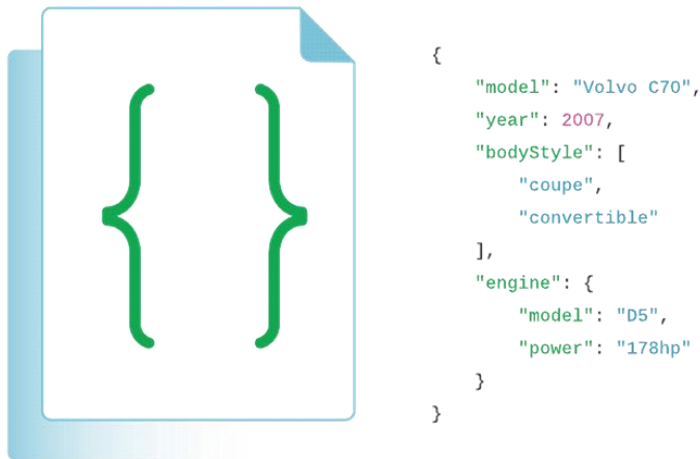 {
    "model": "Volvo C70",
    "year": 2007,
    "bodyStyle": [
        "coupe",
        "convertible"
    ],
    "engine": {
        "model": "D5",
        "power": "178hp"
    }
}